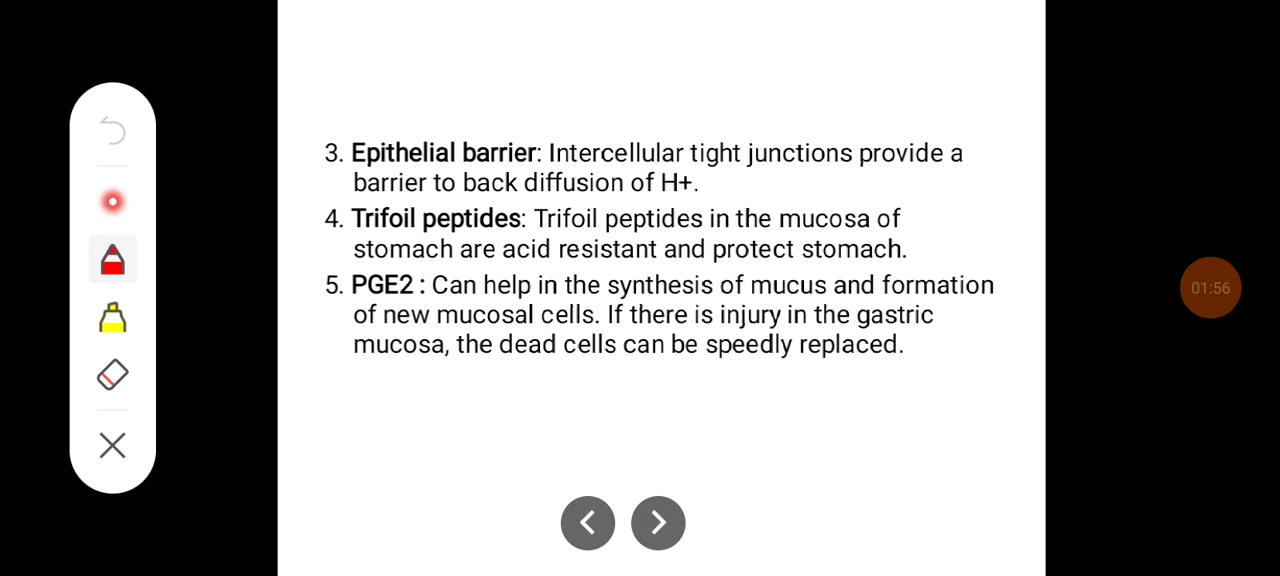 3. Epithelial barrier: Intercellular tight junctions provide a
barrier to back diffusion of H+.
4. Trifoil peptides: Trifoil peptides in the mucosa of
stomach are acid resistant and protect stomach.
5. PGE2 : Can help in the synthesis of mucus and formation
of new mucosal cells. If there is injury in the gastric
mucosa, the dead cells can be speedly replaced.
01:56